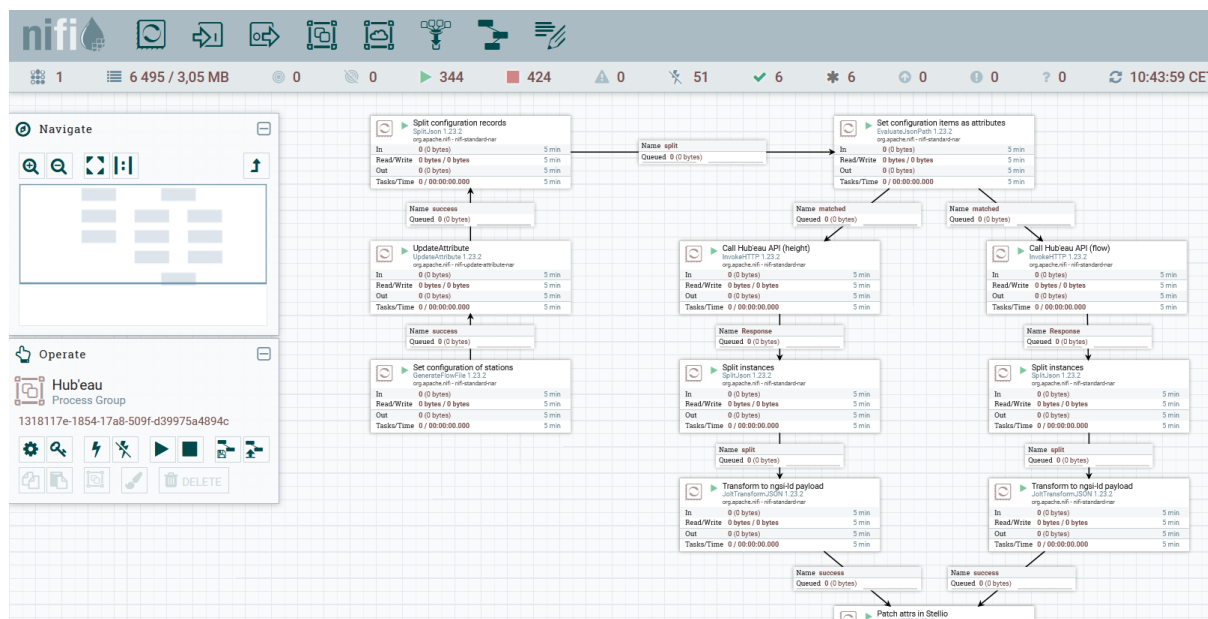 nifi
1 6 495 / 3,05 MB 0 0 344 424 0 51 6 6 0 0 ? 0 10:43:59 CET
Navigate
Operate
Hub'eau
Process Group
1318117e-1854-17a8-509f-d39975a4894c
DELETE
Split configuration records
SplitJson 1.23.2
org.apache.nifi - nifi-standard-nar
In 0 (0 bytes) 5 min
Read/Write 0 bytes / 0 bytes 5 min
Out 0 (0 bytes) 5 min
Tasks/Time 0 / 00:00:00.000 5 min
Name split
Queued 0 (0 bytes)
Set configuration items as attributes
EvaluateJsonPath 1.23.2
org.apache.nifi - nifi-standard-nar
In 0 (0 bytes) 5 min
Read/Write 0 bytes / 0 bytes 5 min
Out 0 (0 bytes) 5 min
Tasks/Time 0 / 00:00:00.000 5 min
Name success
Queued 0 (0 bytes)
Name matched
Queued 0 (0 bytes)
Name matched
Queued 0 (0 bytes)
UpdateAttribute
UpdateAttribute 1.23.2
org.apache.nifi - nifi-update-attribute-nar
In 0 (0 bytes) 5 min
Read/Write 0 bytes / 0 bytes 5 min
Out 0 (0 bytes) 5 min
Tasks/Time 0 / 00:00:00.000 5 min
Call Hub'eau API (height)
InvokeHTTP 1.23.2
org.apache.nifi - nifi-standard-nar
In 0 (0 bytes) 5 min
Read/Write 0 bytes / 0 bytes 5 min
Out 0 (0 bytes) 5 min
Tasks/Time 0 / 00:00:00.000 5 min
Call Hub'eau API (flow)
InvokeHTTP 1.23.2
org.apache.nifi - nifi-standard-nar
In 0 (0 bytes) 5 min
Read/Write 0 bytes / 0 bytes 5 min
Out 0 (0 bytes) 5 min
Tasks/Time 0 / 00:00:00.000 5 min
Name success
Queued 0 (0 bytes)
Name Response
Queued 0 (0 bytes)
Name Response
Queued 0 (0 bytes)
Set configuration of stations
GenerateFlowFile 1.23.2
org.apache.nifi - nifi-standard-nar
In 0 (0 bytes) 5 min
Read/Write 0 bytes / 0 bytes 5 min
Out 0 (0 bytes) 5 min
Tasks/Time 0 / 00:00:00.000 5 min
Split instances
SplitJson 1.23.2
org.apache.nifi - nifi-standard-nar
In 0 (0 bytes) 5 min
Read/Write 0 bytes / 0 bytes 5 min
Out 0 (0 bytes) 5 min
Tasks/Time 0 / 00:00:00.000 5 min
Split instances
SplitJson 1.23.2
org.apache.nifi - nifi-standard-nar
In 0 (0 bytes) 5 min
Read/Write 0 bytes / 0 bytes 5 min
Out 0 (0 bytes) 5 min
Tasks/Time 0 / 00:00:00.000 5 min
Name split
Queued 0 (0 bytes)
Name split
Queued 0 (0 bytes)
Transform to ngsi-ld payload
JoltTransformJSON 1.23.2
org.apache.nifi - nifi-standard-nar
In 0 (0 bytes) 5 min
Read/Write 0 bytes / 0 bytes 5 min
Out 0 (0 bytes) 5 min
Tasks/Time 0 / 00:00:00.000 5 min
Transform to ngsi-ld payload
JoltTransformJSON 1.23.2
org.apache.nifi - nifi-standard-nar
In 0 (0 bytes) 5 min
Read/Write 0 bytes / 0 bytes 5 min
Out 0 (0 bytes) 5 min
Tasks/Time 0 / 00:00:00.000 5 min
Name success
Queued 0 (0 bytes)
Name success
Queued 0 (0 bytes)
Patch attrs in Stellio